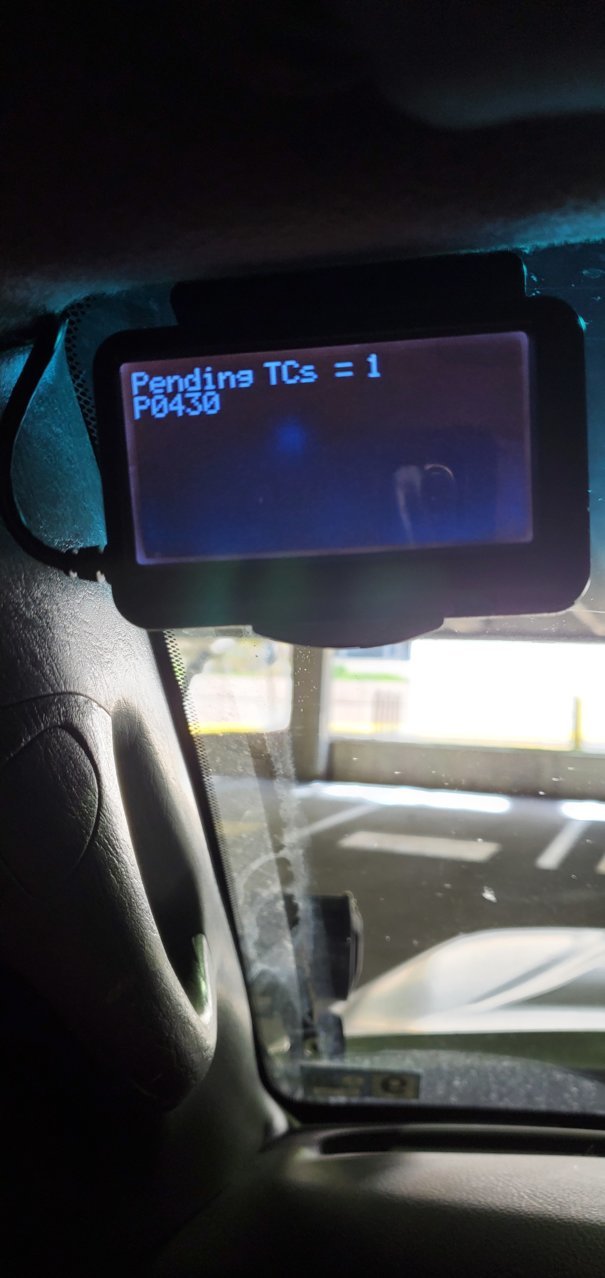 Pending TCs = 1
P0430